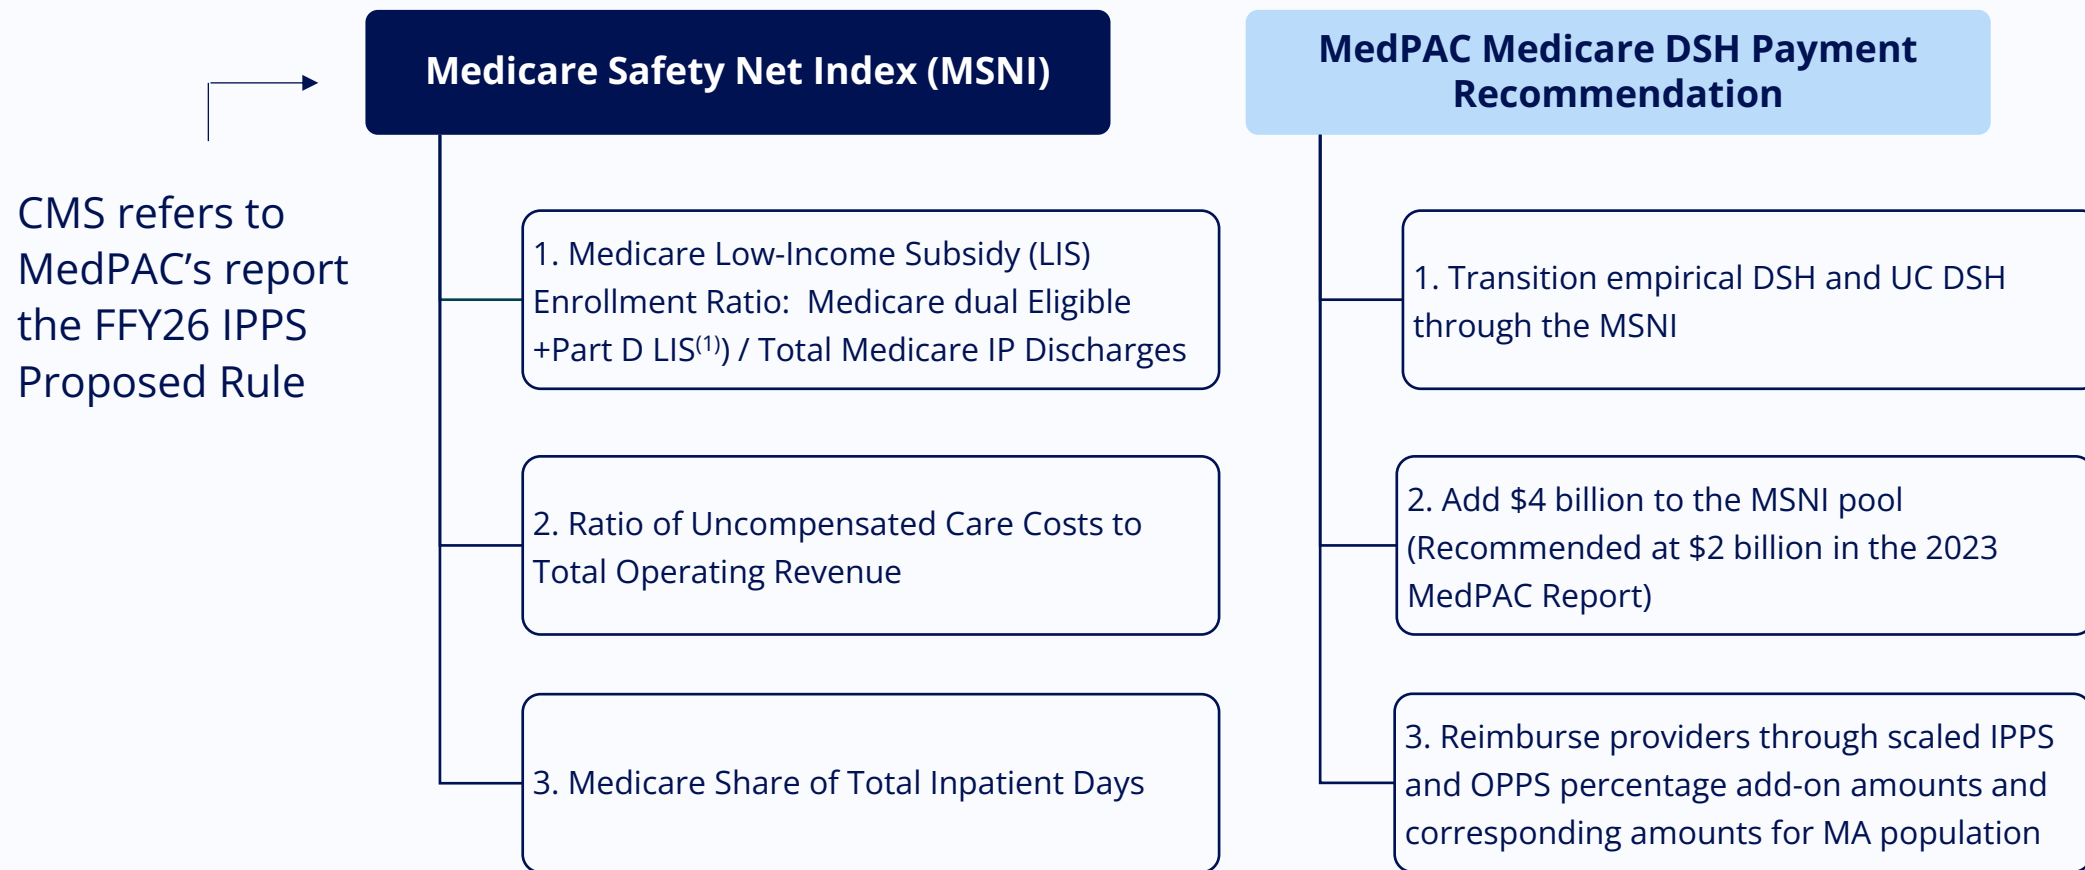 CMS refers to
MedPAC’s report
the FFY26 IPPS
Proposed Rule
Medicare Safety Net Index (MSNI)
1. Medicare Low-Income Subsidy (LIS)
Enrollment Ratio:  Medicare dual Eligible
+Part D LIS⁽¹⁾) / Total Medicare IP Discharges
2. Ratio of Uncompensated Care Costs to
Total Operating Revenue
3. Medicare Share of Total Inpatient Days
MedPAC Medicare DSH Payment
Recommendation
1. Transition empirical DSH and UC DSH
through the MSNI
2. Add $4 billion to the MSNI pool
(Recommended at $2 billion in the 2023
MedPAC Report)
3. Reimburse providers through scaled IPPS
and OPPS percentage add-on amounts and
corresponding amounts for MA population